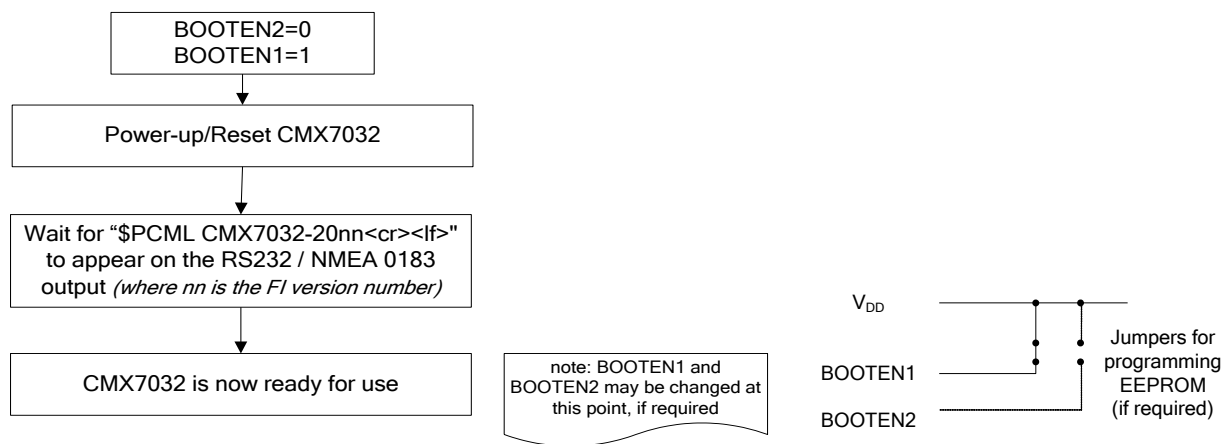 BOOTEN2=0
BOOTEN1=1
Power-up/Reset CMX7032
Wait for “$PCML CMX7032-20nn<cr><lf>"
to appear on the RS232 / NMEA 0183
output (where nn is the FI version number)
CMX7032 is now ready for use
note: BOOTEN1 and
BOOTEN2 may be changed at
this point, if required
VDD
BOOTEN1
BOOTEN2
Jumpers for
programming
EEPROM
(if required)